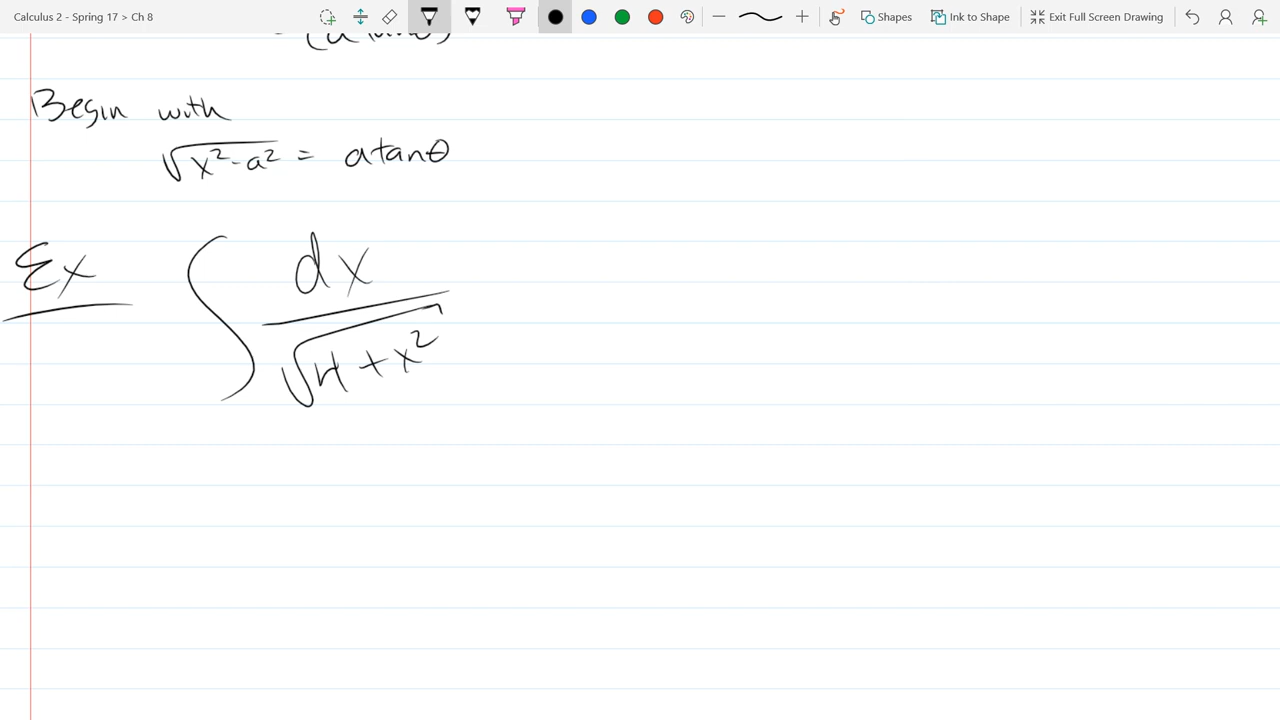 Calculus 2 - Spring 17 > Ch 8
Shapes
Ink to Shape
Exit Full Screen Drawing
Begin with
√x²-a² = a tan θ
Ex ∫ dx / √4 + x²